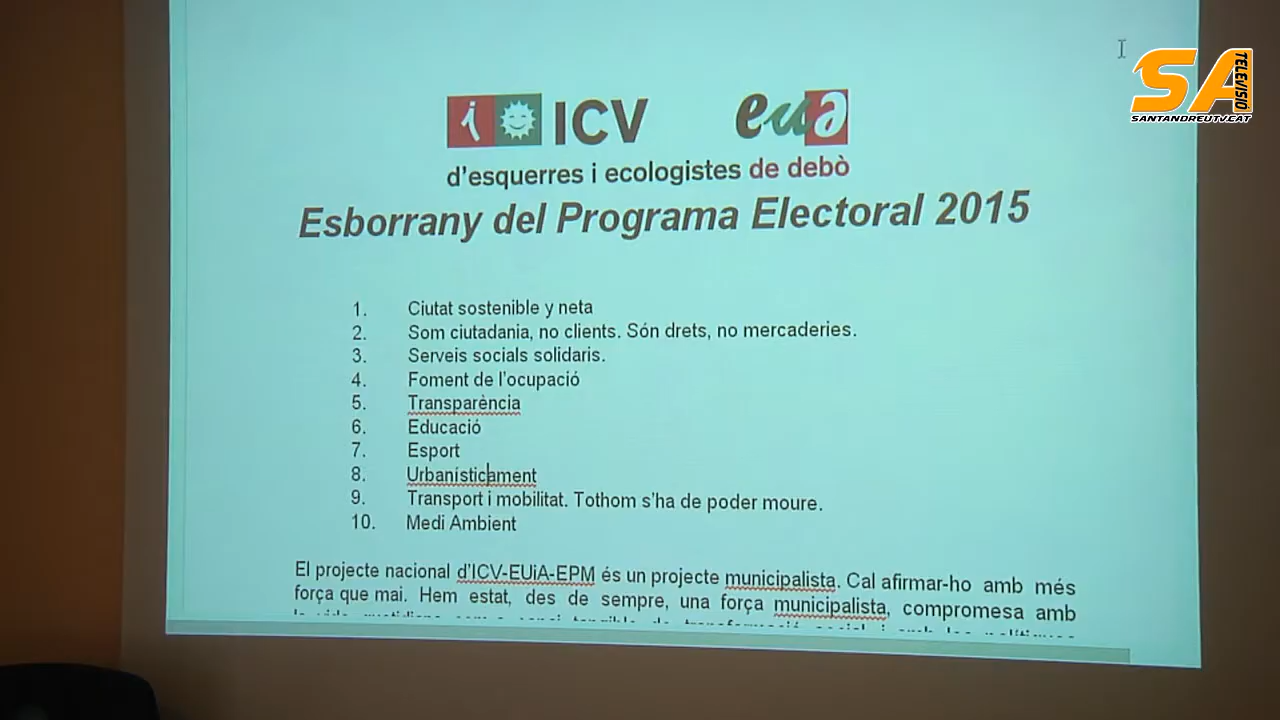 SA TELEVISIÓ
SANTANDREUTV.CAT
i ICV eua
d'esquerres i ecologistes de debò
Esborrany del Programa Electoral 2015
1. Ciutat sostenible y neta
2. Som ciutadania, no clients. Són drets, no mercaderies.
3. Serveis socials solidaris.
4. Foment de l'ocupació
5. Transparència
6. Educació
7. Esport
8. Urbanísticament
9. Transport i mobilitat. Tothom s'ha de poder moure.
10. Medi Ambient
El projecte nacional d'ICV-EUiA-EPM és un projecte municipalista. Cal afirmar-ho amb més
força que mai. Hem estat, des de sempre, una força municipalista, compromesa amb